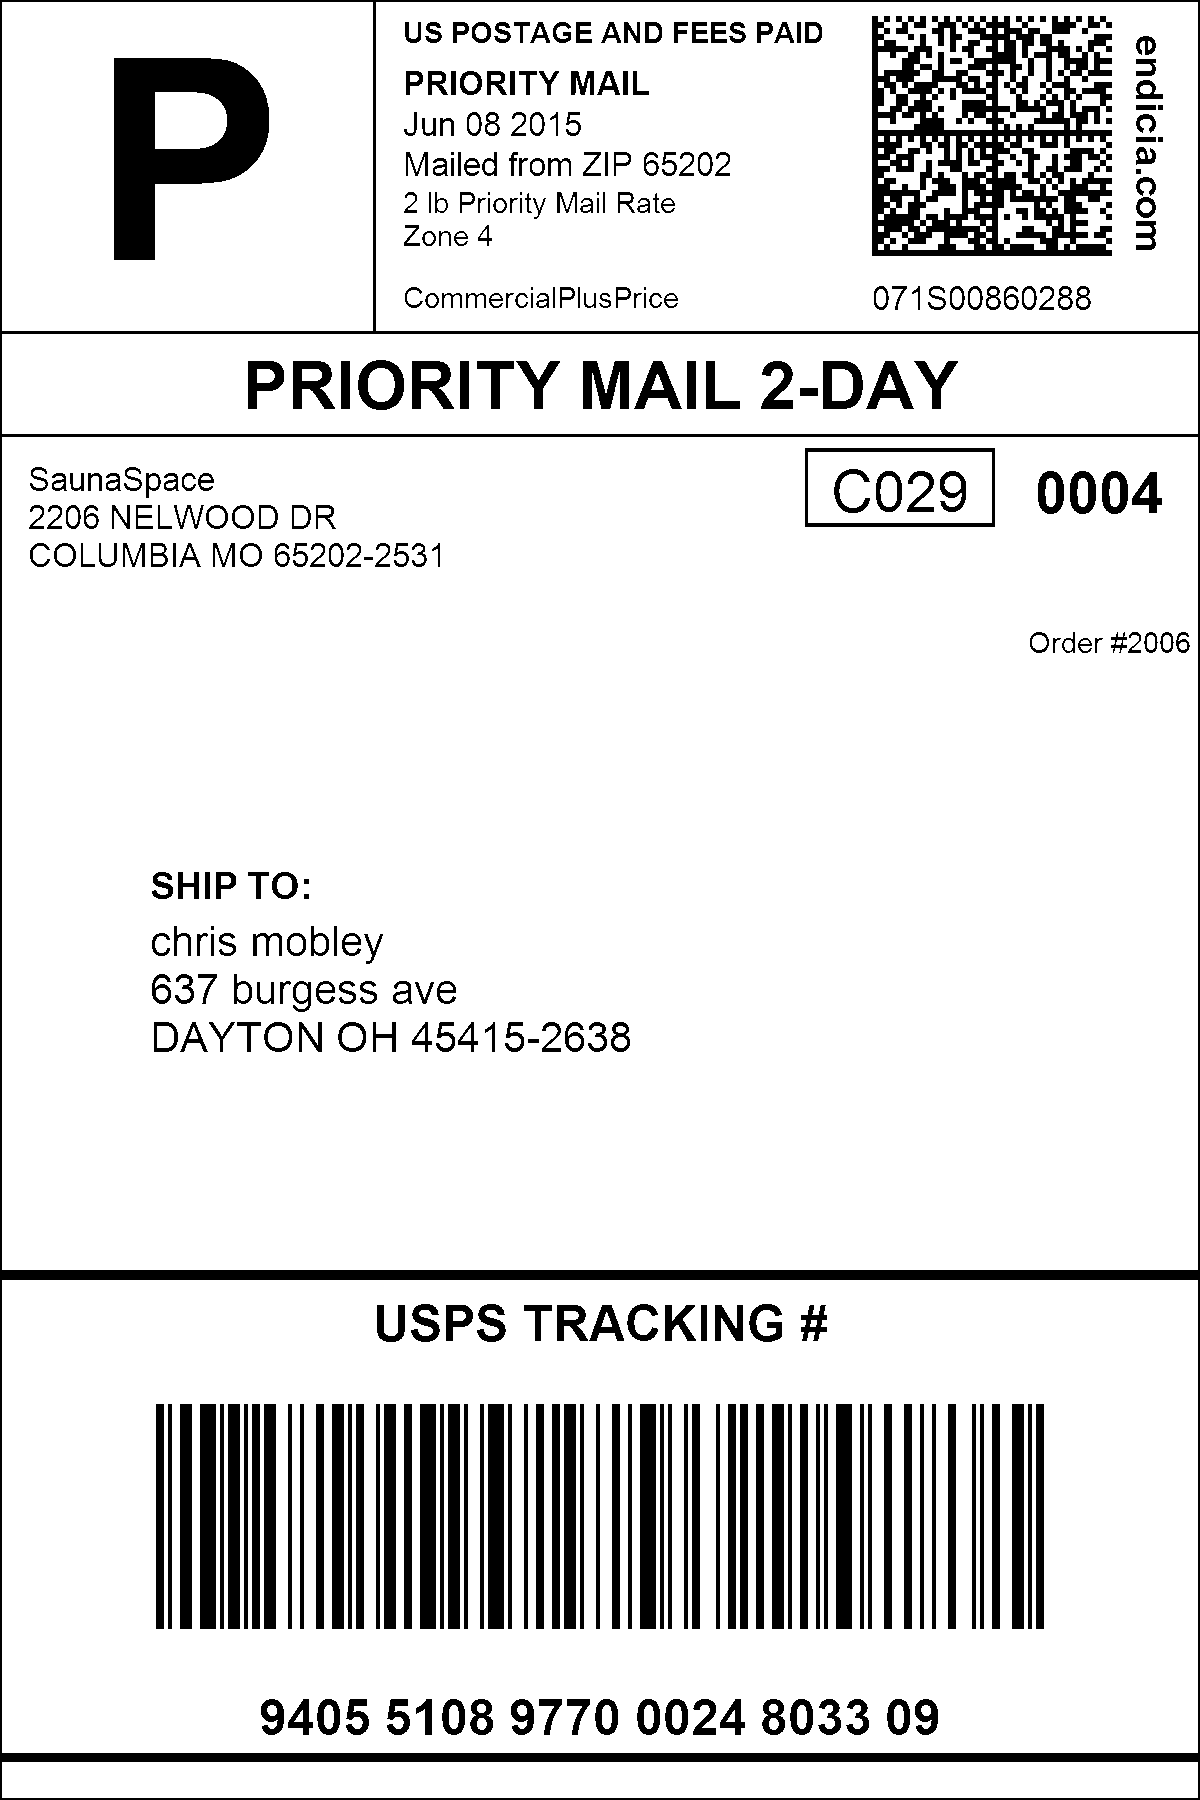 P
US POSTAGE AND FEES PAID
PRIORITY MAIL
Jun 08 2015
Mailed from ZIP 65202
2 lb Priority Mail Rate
Zone 4
CommercialPlusPrice
071S00860288
endicia.com
PRIORITY MAIL 2-DAY
SaunaSpace
2206 NELWOOD DR
COLUMBIA MO 65202-2531
C029
0004
Order #2006
SHIP TO:
chris mobley
637 burgess ave
DAYTON OH 45415-2638
USPS TRACKING #
9405 5108 9770 0024 8033 09